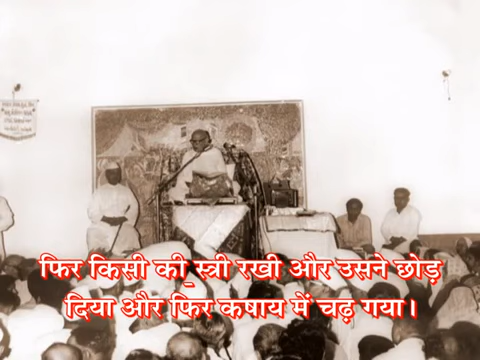 फिर किसी की स्त्री रखी और उसने छोड़
दिया और फिर कषाय में चढ़ गया।